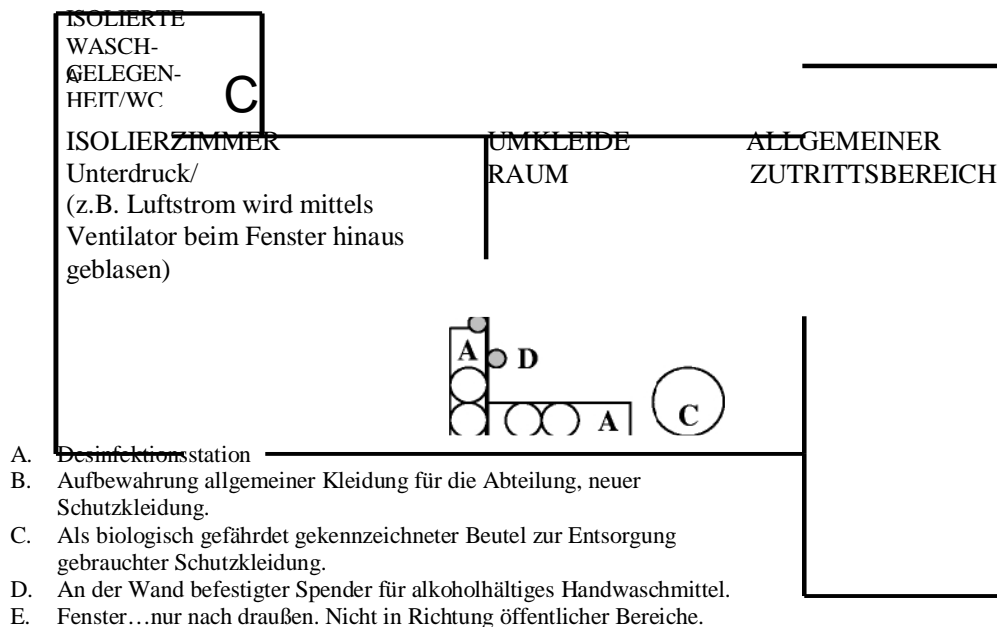 ISOLIERTE
WASCH-
GELEGEN-
A
HEIT/WC
C
ISOLIERZIMMER
UMKLEIDE
ALLGEMEINER
Unterdruck/
RAUM
ZUTRITTSBEREICH
(z.B. Luftstrom wird mittels
Ventilator beim Fenster hinaus
geblasen)
A
D
A
C
A. Desinfektionsstation
B. Aufbewahrung allgemeiner Kleidung für die Abteilung, neuer
Schutzkleidung.
C. Als biologisch gefährdet gekennzeichneter Beutel zur Entsorgung
gebrauchter Schutzkleidung.
D. An der Wand befestigter Spender für alkoholhältiges Handwaschmittel.
E. Fenster…nur nach draußen. Nicht in Richtung öffentlicher Bereiche.